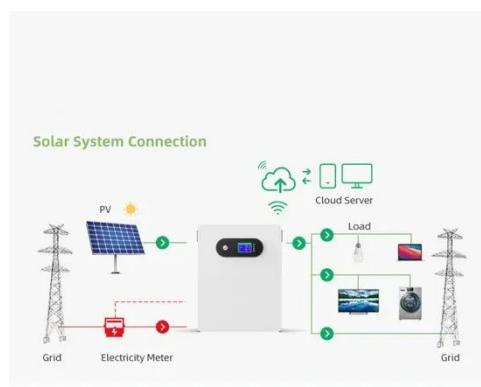 Solar System Connection
Cloud Server
PV
Load
Grid
Electricity Meter
Grid